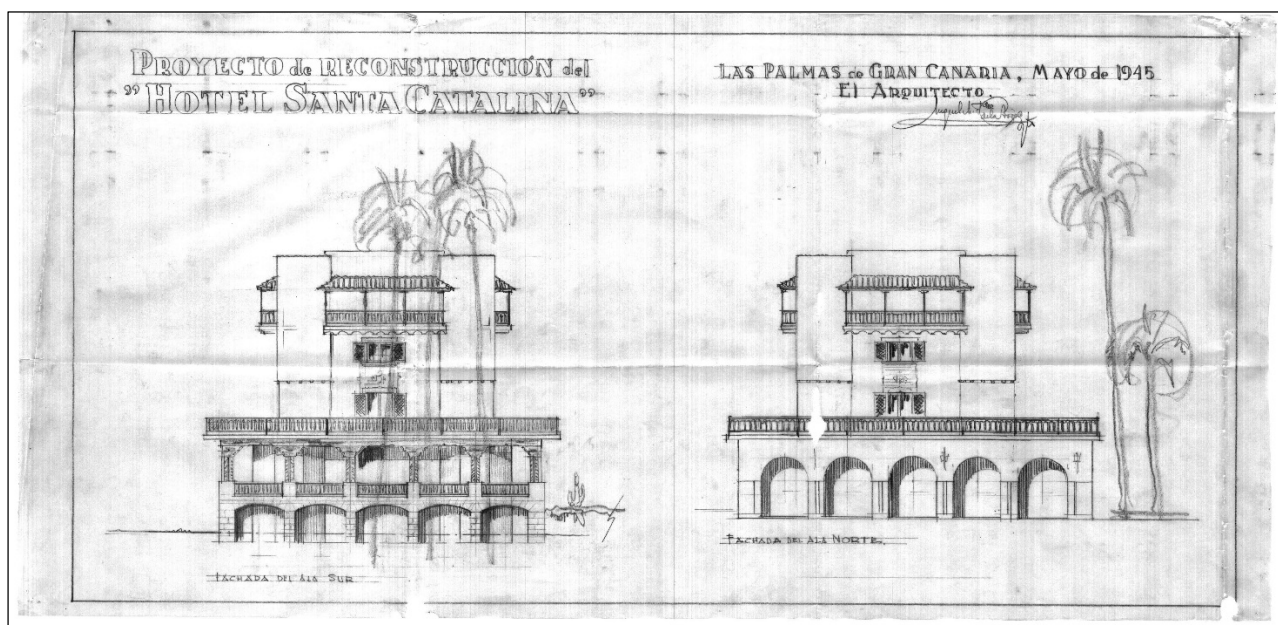 PROYECTO de RECONSTRUCCIÓN del
"HOTEL SANTA CATALINA"
LAS PALMAS de GRAN CANARIA, MAYO de 1945
El ARQUITECTO,
FACHADA DEL ALA SUR
FACHADA DEL ALA NORTE.